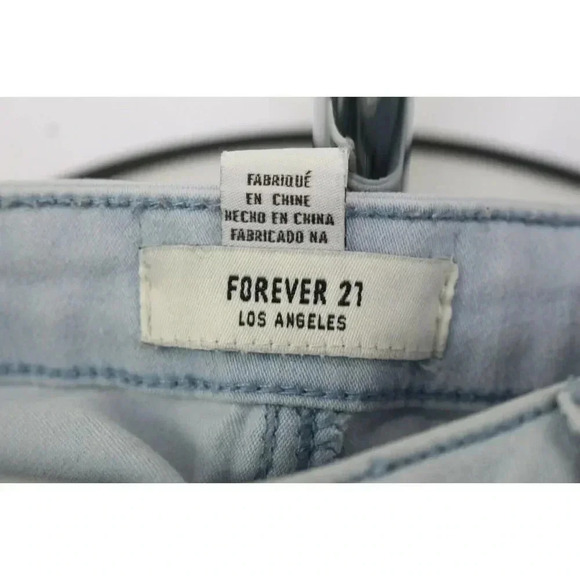 FABRIQUÉ
EN CHINE
HECHO EN CHINA
FABRICADO NA
FOREVER 21
LOS ANGELES